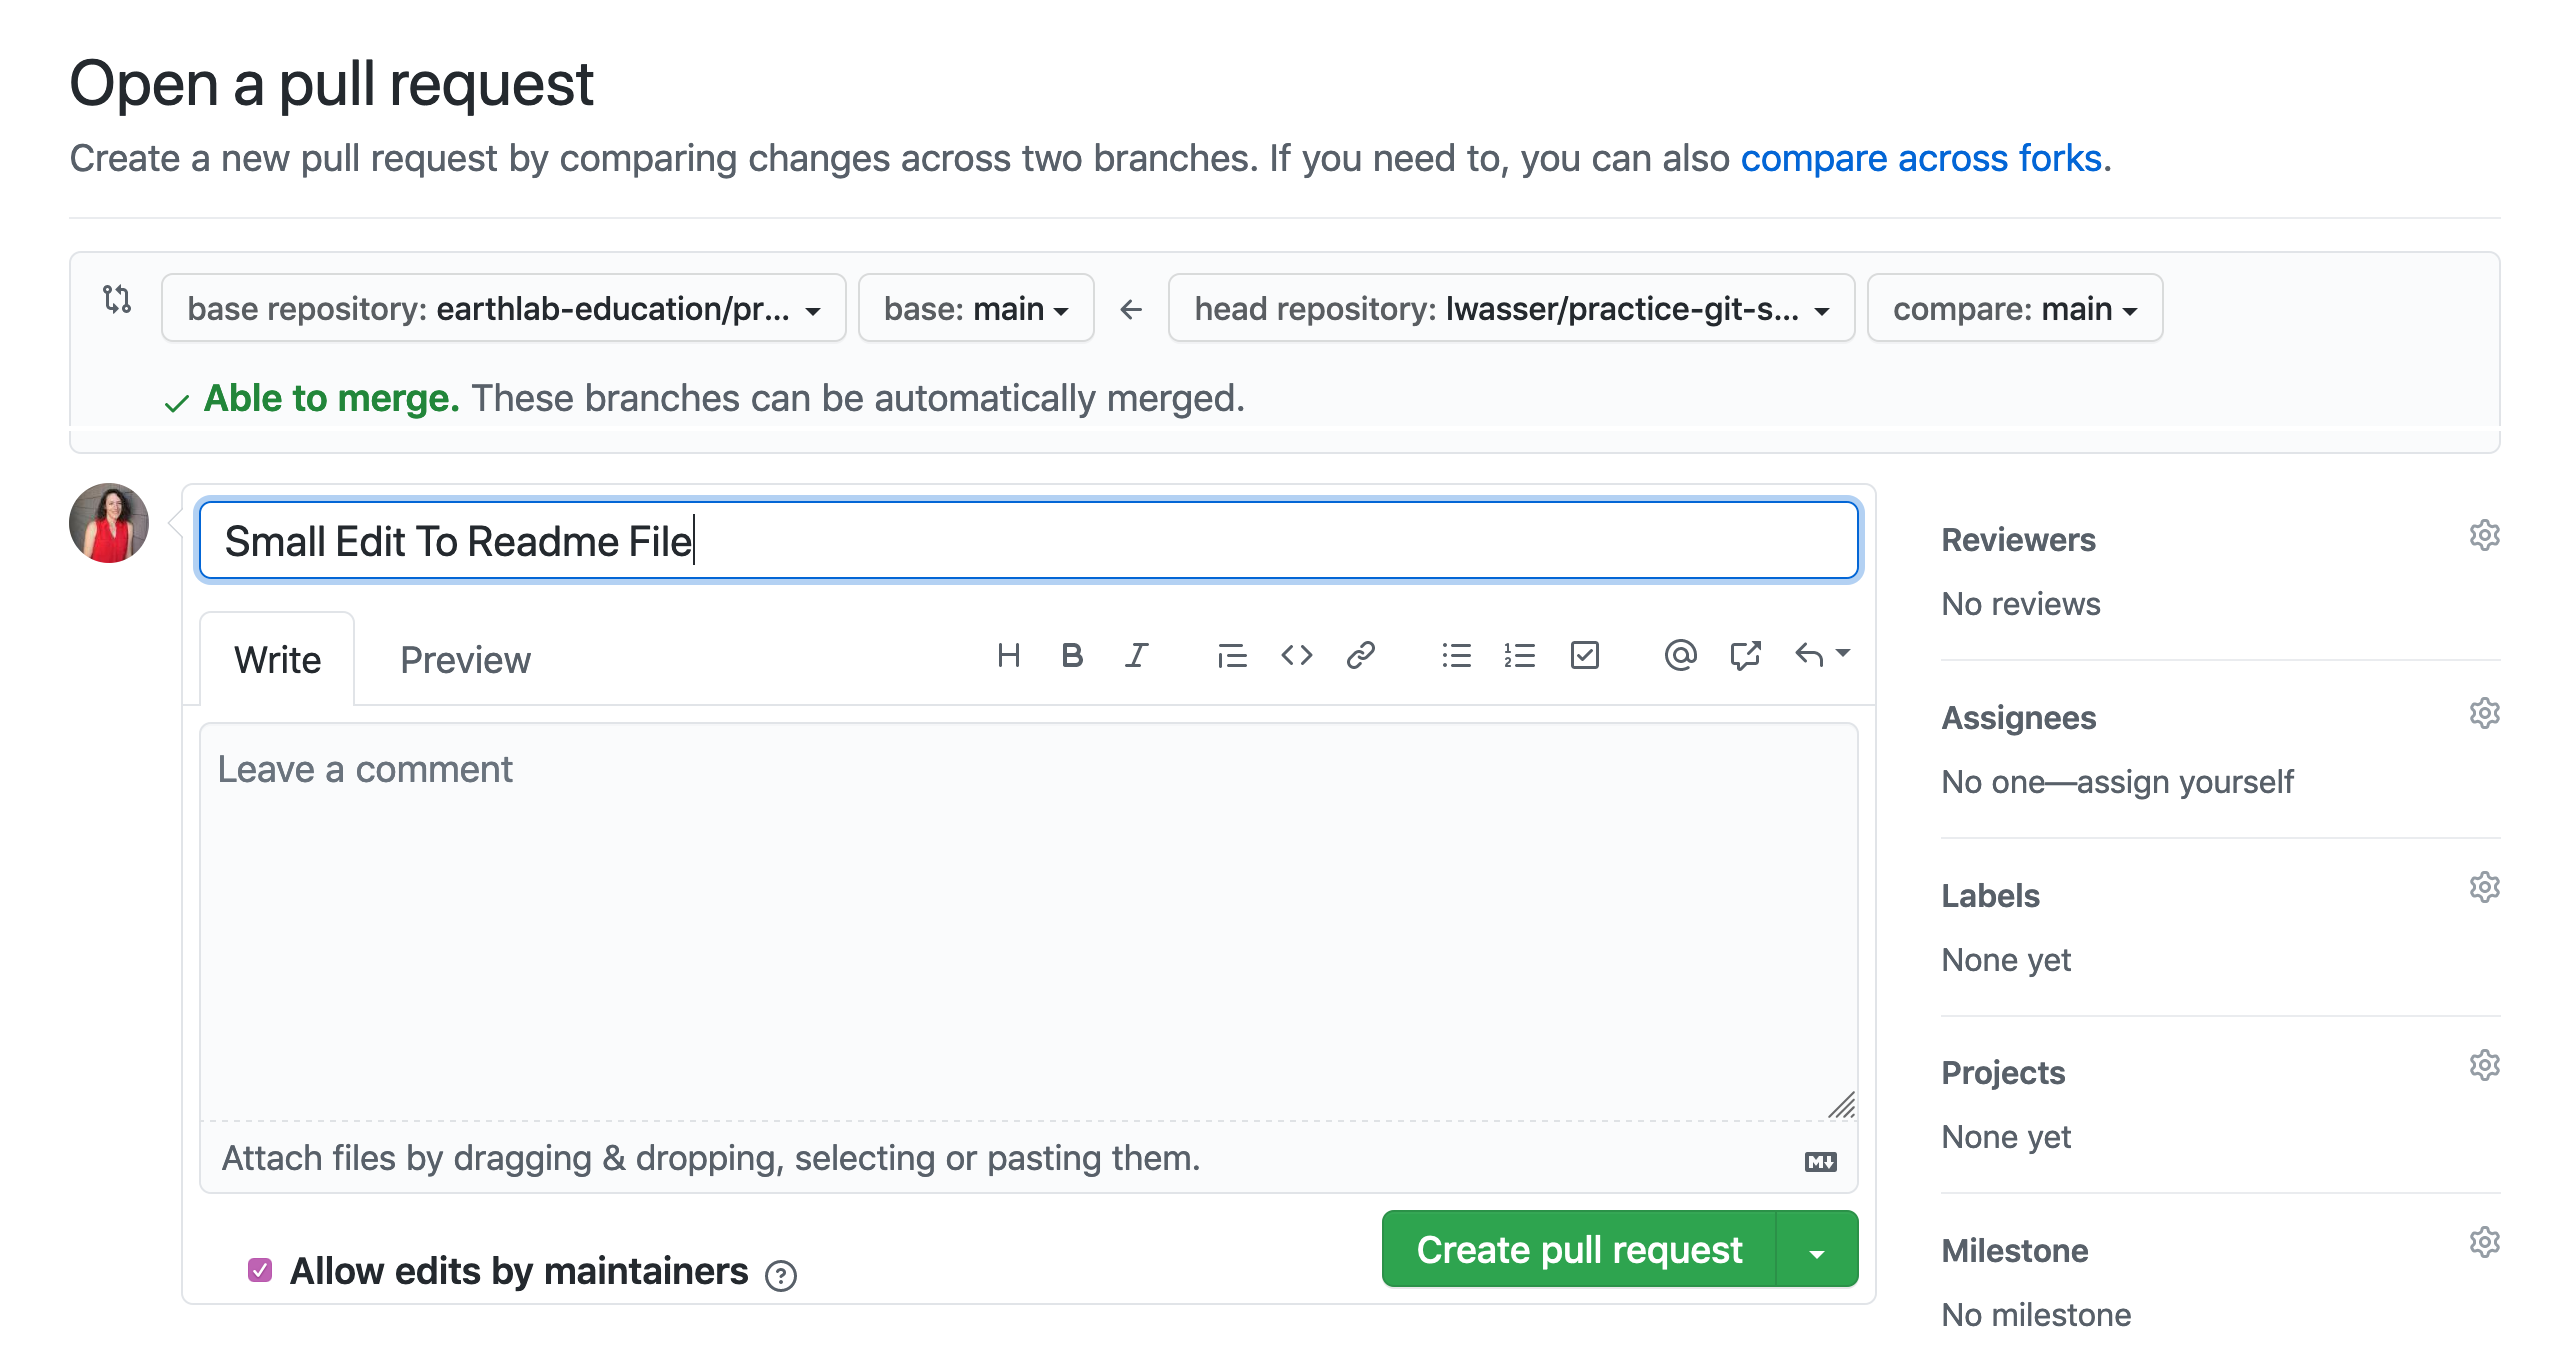 Open a pull request
Create a new pull request by comparing changes across two branches. If you need to, you can also compare across forks.
base repository: earthlab-education/pr... base: main head repository: lwasser/practice-git-s... compare: main
Able to merge. These branches can be automatically merged.
Small Edit To Readme File
Write Preview
Leave a comment
Attach files by dragging & dropping, selecting or pasting them.
Allow edits by maintainers
Create pull request
Reviewers
No reviews
Assignees
No one—assign yourself
Labels
None yet
Projects
None yet
Milestone
No milestone